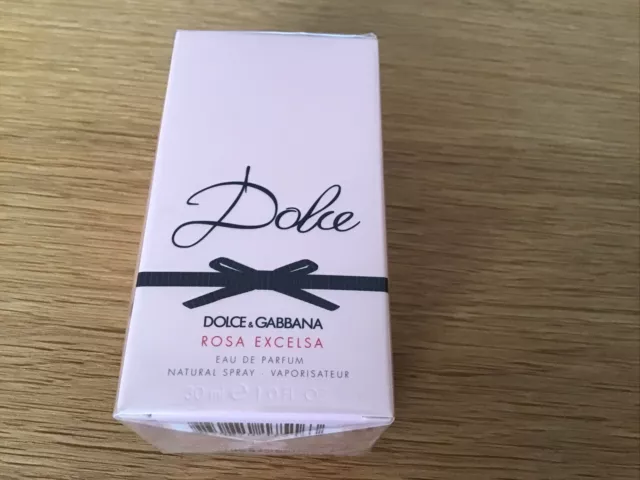 Dolce
DOLCE & GABBANA
ROSA EXCELSA
EAU DE PARFUM
NATURAL SPRAY - VAPORISATEUR
30 ml ℮ 1.0 FL. OZ.